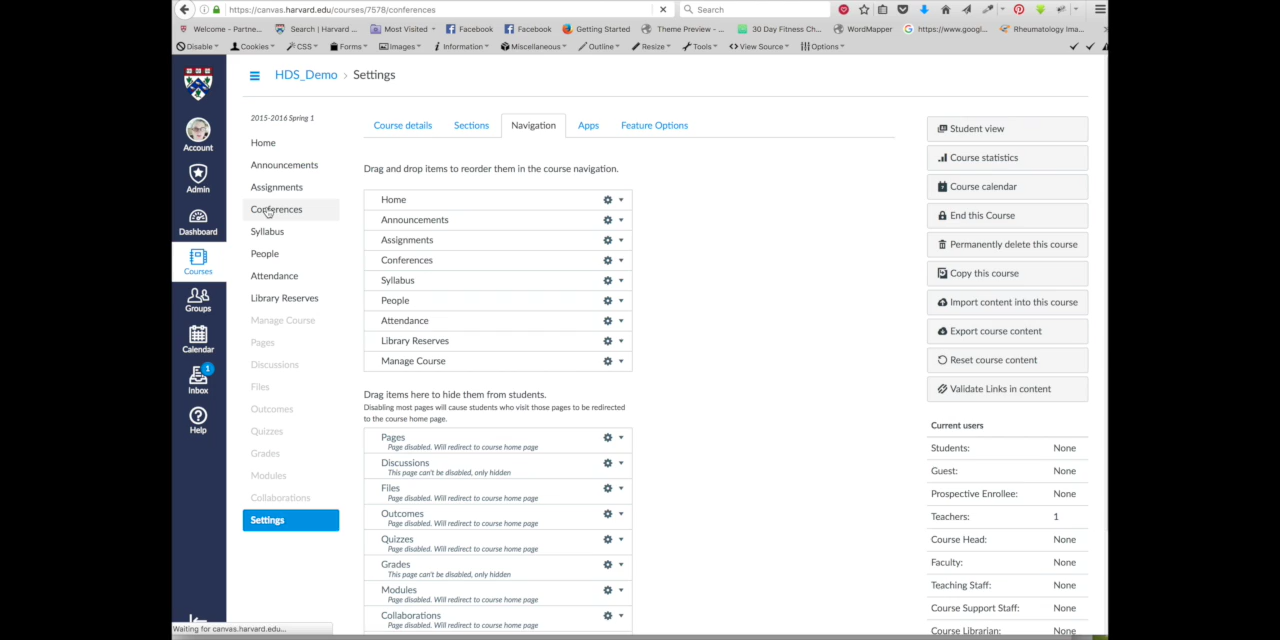 https://canvas.harvard.edu/courses/7578/conferences
Search
Welcome - Partne...
Search | Harvard ...
Most Visited
Facebook
Facebook
Getting Started
Theme Preview - ...
30 Day Fitness Ch...
WordMapper
https://www.googl...
Rheumatology Ima...
Disable
Cookies
CSS
Forms
Images
Information
Miscellaneous
Outline
Resize
Tools
View Source
Options
HDS_Demo › Settings
Account
Admin
Dashboard
Courses
Groups
Calendar
1
Inbox
Help
2015-2016 Spring 1
Home
Announcements
Assignments
Conferences
Syllabus
People
Attendance
Library Reserves
Manage Course
Pages
Discussions
Files
Outcomes
Quizzes
Grades
Modules
Collaborations
Settings
Course details
Sections
Navigation
Apps
Feature Options
Drag and drop items to reorder them in the course navigation.
Home
Announcements
Assignments
Conferences
Syllabus
People
Attendance
Library Reserves
Manage Course
Drag items here to hide them from students.
Disabling most pages will cause students who visit those pages to be redirected
to the course home page.
Pages
Page disabled. Will redirect to course home page
Discussions
This page can't be disabled, only hidden
Files
Page disabled. Will redirect to course home page
Outcomes
Page disabled. Will redirect to course home page
Quizzes
Page disabled. Will redirect to course home page
Grades
This page can't be disabled, only hidden
Modules
Page disabled. Will redirect to course home page
Collaborations
Page disabled. Will redirect to course home page
Student view
Course statistics
Course calendar
End this Course
Permanently delete this course
Copy this course
Import content into this course
Export course content
Reset course content
Validate Links in content
Current users
Students: None
Guest: None
Prospective Enrollee: None
Teachers: 1
Course Head: None
Faculty: None
Teaching Staff: None
Course Support Staff: None
Course Librarian: None
Waiting for canvas.harvard.edu...